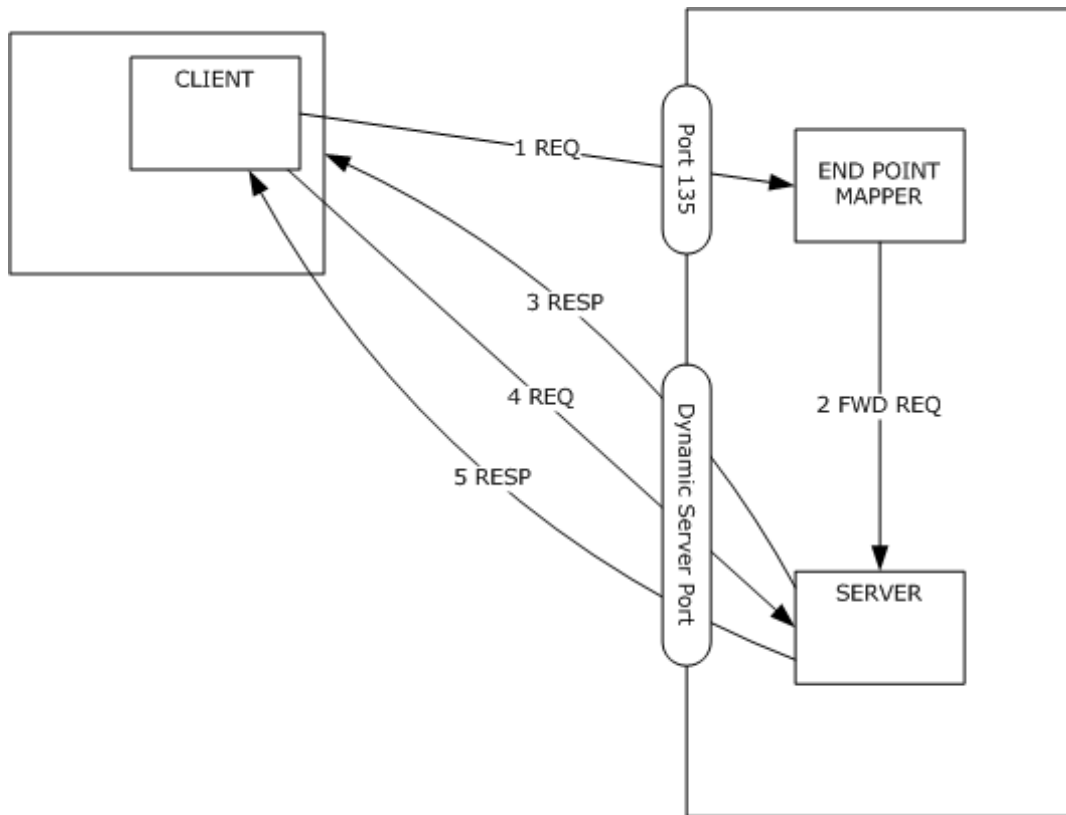 CLIENT
1 REQ
Port 135
END POINT
MAPPER
3 RESP
4 REQ
2 FWD REQ
5 RESP
Dynamic Server Port
SERVER